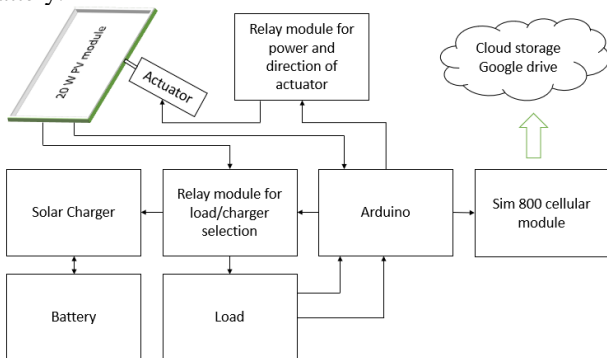 Relay module for
power and
direction of
actuator
Cloud storage
Google drive
20 W PV module
Actuator
Solar Charger
Relay module for
load/charger
selection
Arduino
Sim 800 cellular
module
Battery
Load